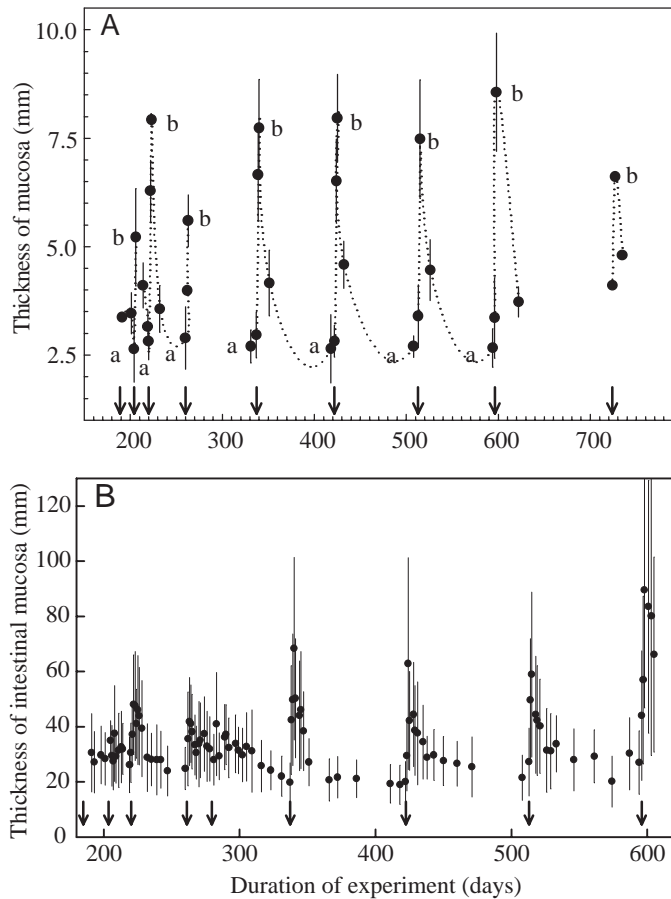 A
Thickness of mucosa (mm)
10.0
7.5
5.0
2.5
b
b
b
b
b
b
b
b
a
a
a
a
a
a
200 300 400 500 600 700
B
Thickness of intestinal mucosa (mm)
120
100
80
60
40
20
0
200 300 400 500 600
Duration of experiment (days)